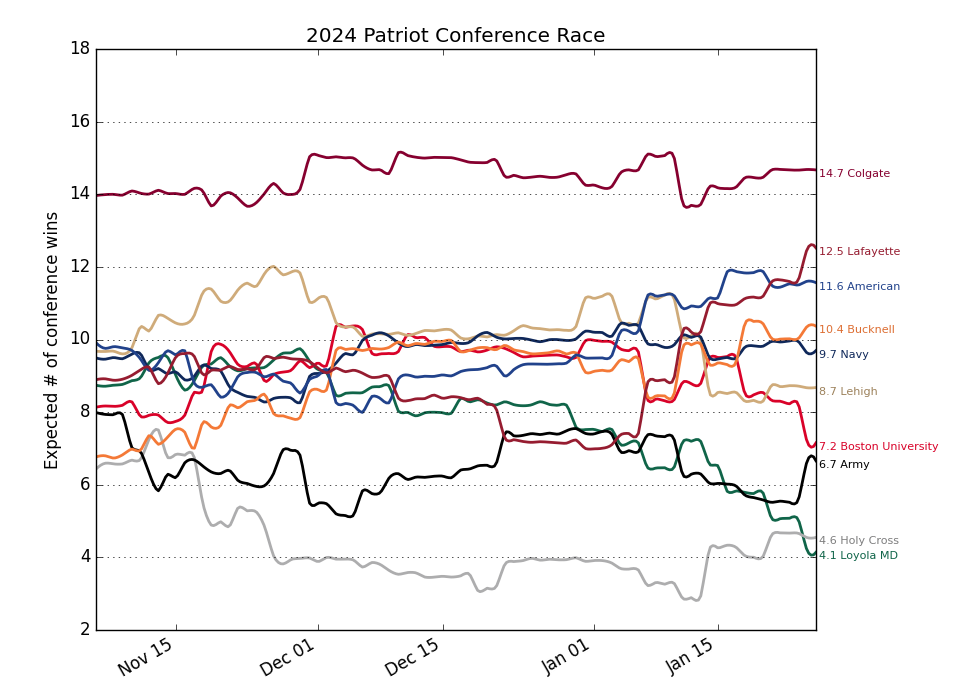 2024 Patriot Conference Race
Expected # of conference wins
18
16
14
12
10
8
6
4
2
Nov 15
Dec 01
Dec 15
Jan 01
Jan 15
14.7 Colgate
12.5 Lafayette
11.6 American
10.4 Bucknell
9.7 Navy
8.7 Lehigh
7.2 Boston University
6.7 Army
4.6 Holy Cross
4.1 Loyola MD